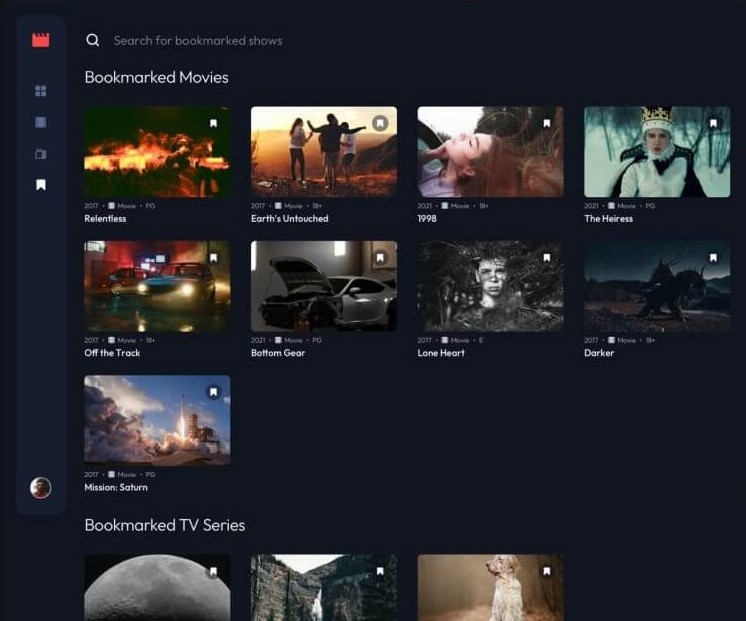 Search for bookmarked shows
Bookmarked Movies
2017 • Movie • PG
Relentless
2017 • Movie • 18+
Earth's Untouched
2021 • Movie • 18+
1998
2021 • Movie • PG
The Heiress
2017 • Movie • 18+
Off the Track
2021 • Movie • PG
Bottom Gear
2017 • Movie • E
Lone Heart
2017 • Movie • 18+
Darker
2017 • Movie • PG
Mission: Saturn
Bookmarked TV Series